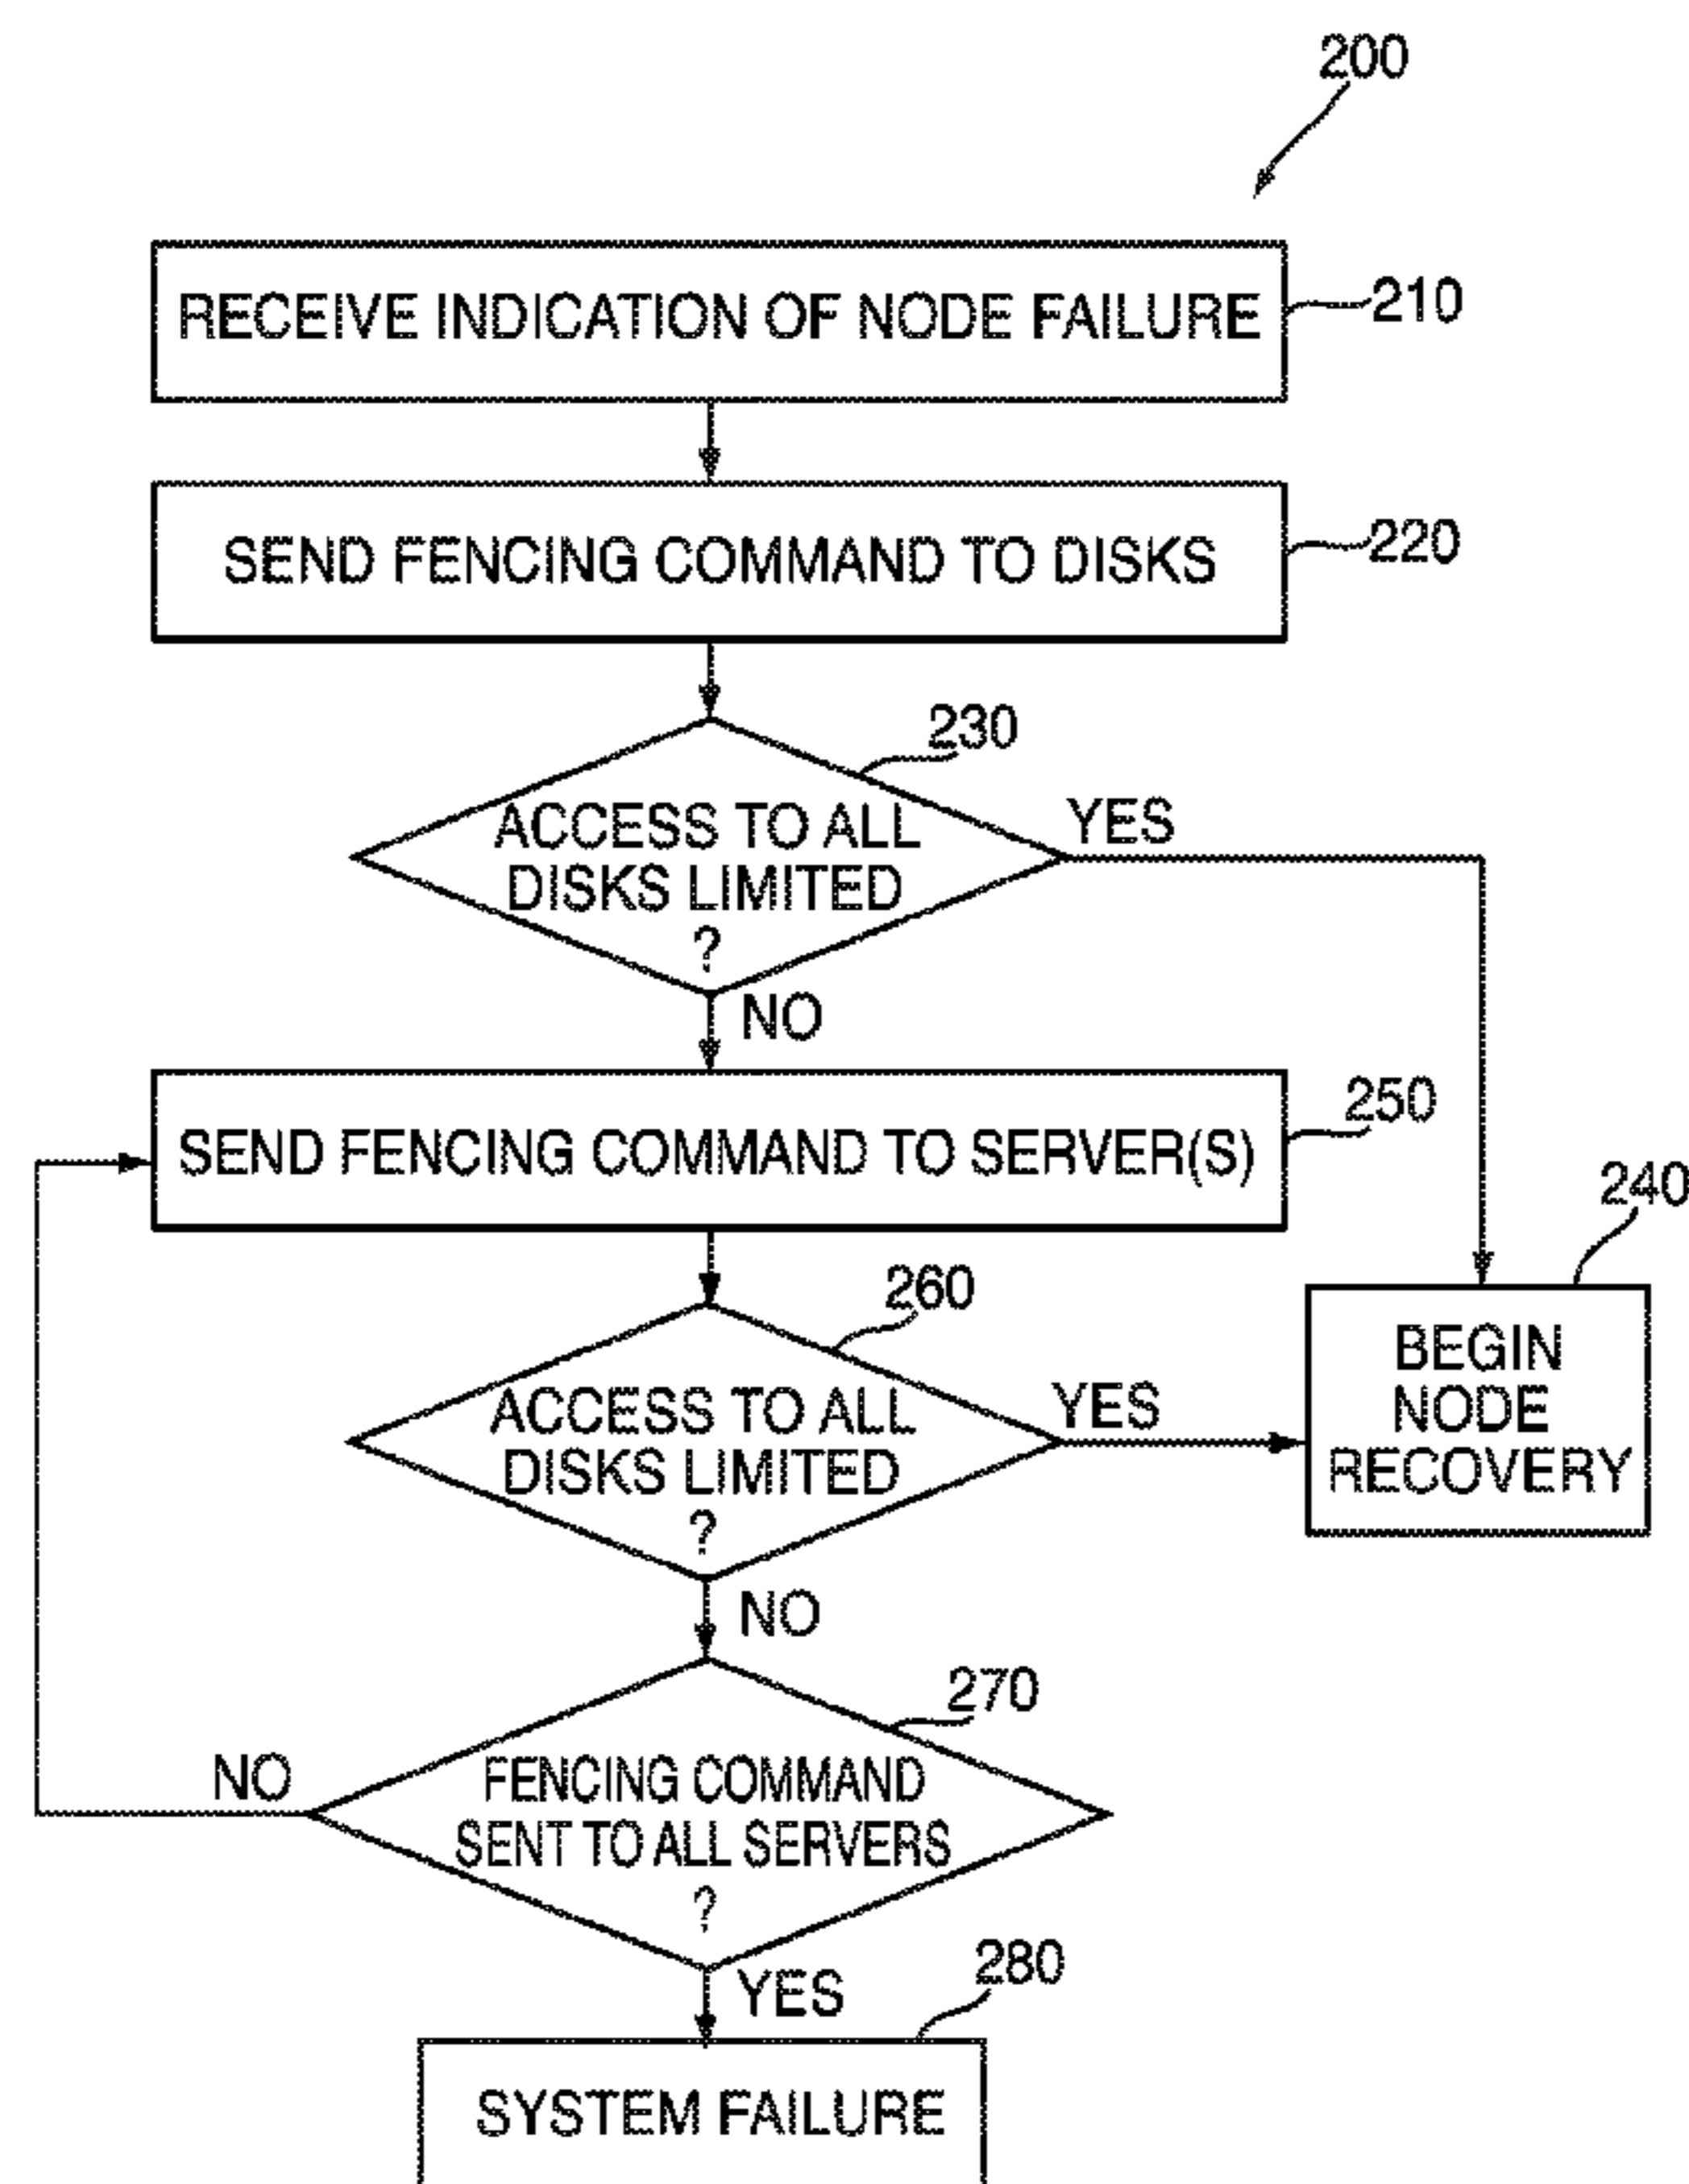 200
RECEIVE INDICATION OF NODE FAILURE
210
SEND FENCING COMMAND TO DISKS
220
230
ACCESS TO ALL
DISKS LIMITED
?
YES
NO
SEND FENCING COMMAND TO SERVER(S)
250
240
BEGIN
NODE
RECOVERY
260
ACCESS TO ALL
DISKS LIMITED
?
YES
NO
270
FENCING COMMAND
SENT TO ALL SERVERS
?
NO
YES
280
SYSTEM FAILURE